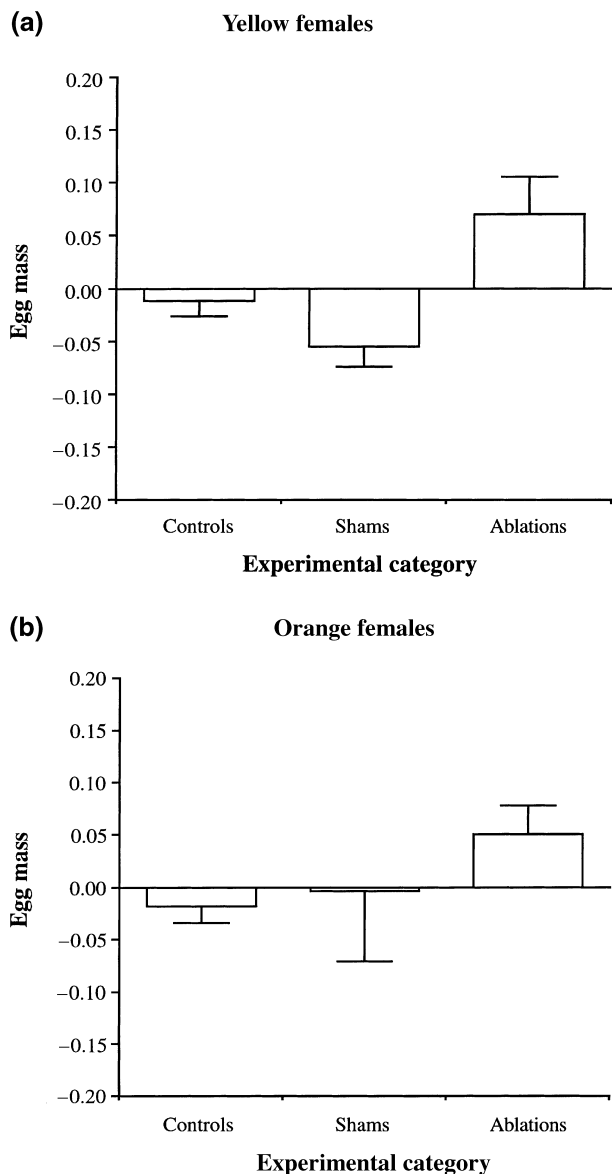 (a)
Yellow females
0.20
0.15
0.10
0.05
0.00
−0.05
−0.10
−0.15
−0.20
Egg mass
Controls Shams Ablations
Experimental category
(b)
Orange females
0.20
0.15
0.10
0.05
0.00
−0.05
−0.10
−0.15
−0.20
Egg mass
Controls Shams Ablations
Experimental category